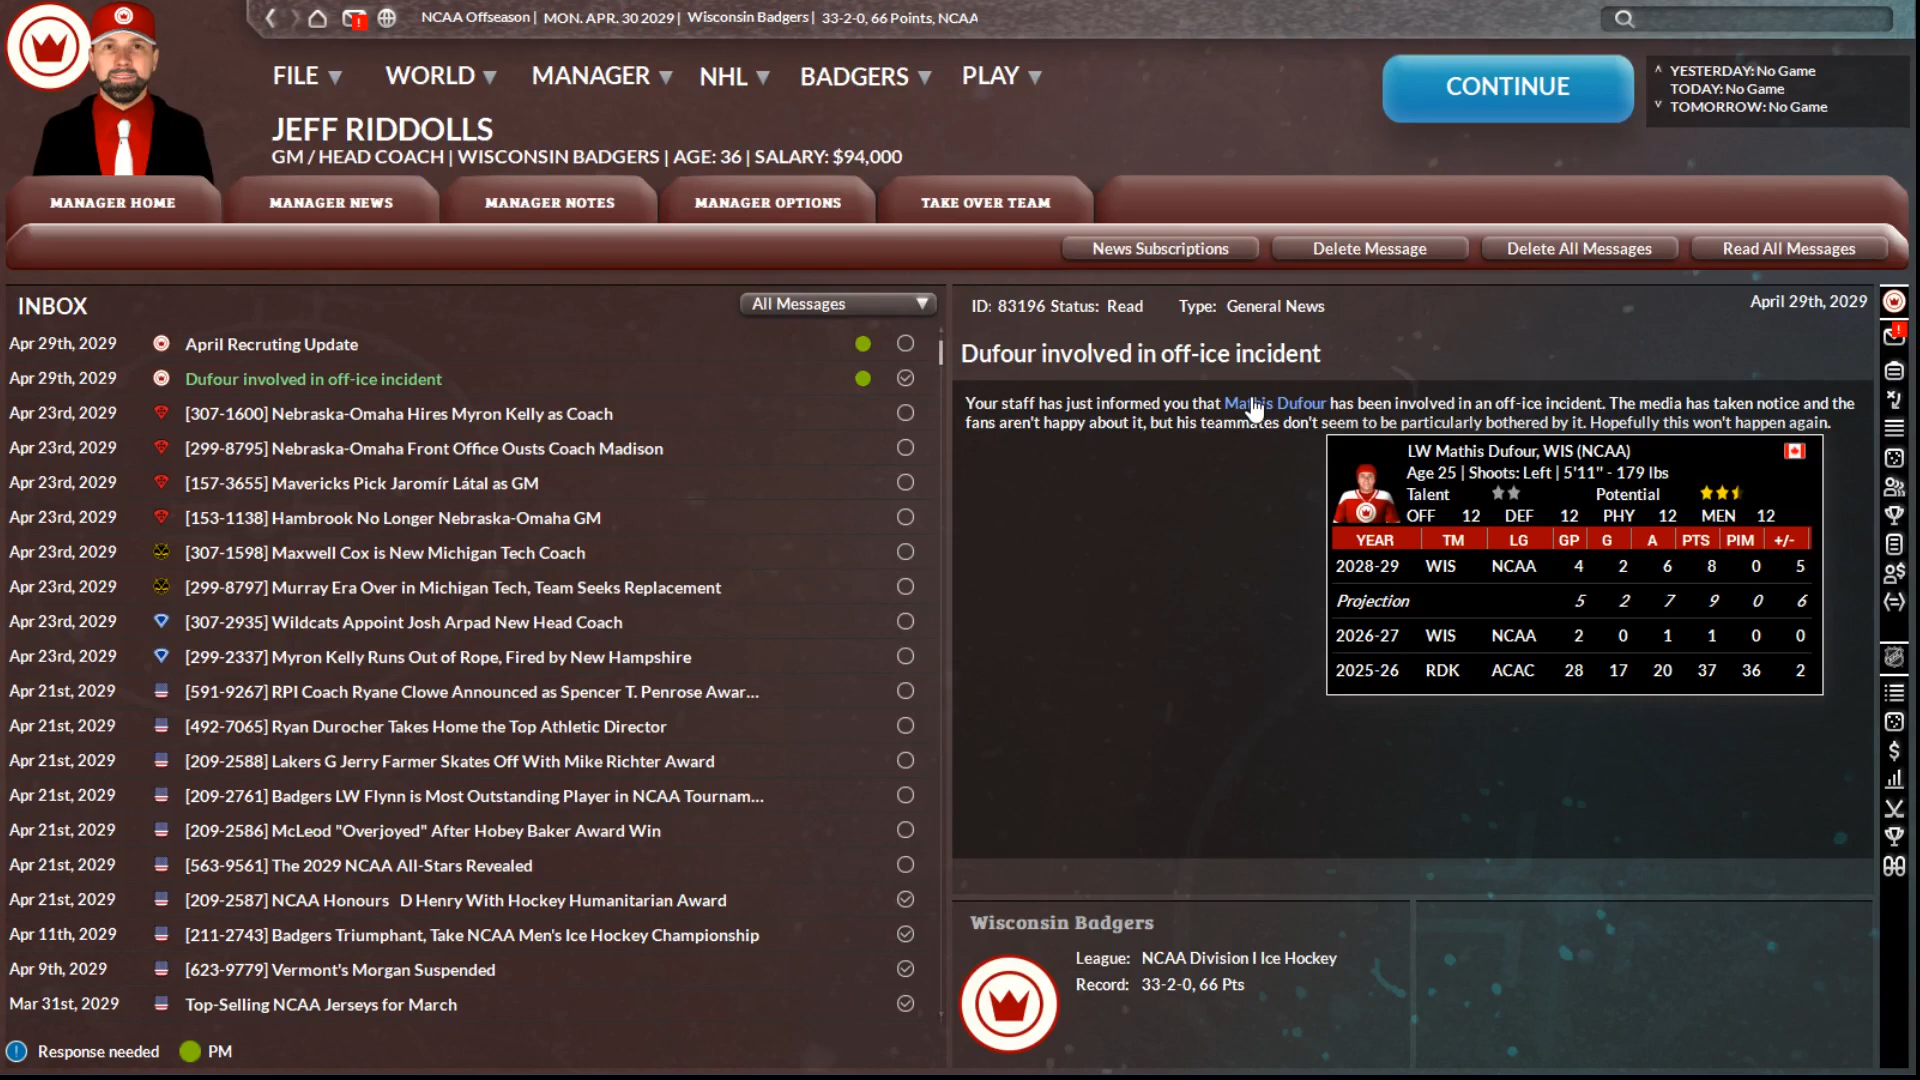 NCAA Offseason | MON. APR. 30 2029 | Wisconsin Badgers | 33-2-0, 66 Points, NCAA
FILE WORLD MANAGER NHL BADGERS PLAY
CONTINUE
YESTERDAY: No Game
TODAY: No Game
TOMORROW: No Game
JEFF RIDDOLLS
GM / HEAD COACH | WISCONSIN BADGERS | AGE: 36 | SALARY: $94,000
MANAGER HOME MANAGER NEWS MANAGER NOTES MANAGER OPTIONS TAKE OVER TEAM
News Subscriptions Delete Message Delete All Messages Read All Messages
INBOX All Messages
Apr 29th, 2029 April Recruting Update
Apr 29th, 2029 Dufour involved in off-ice incident
Apr 23rd, 2029 [307-1600] Nebraska-Omaha Hires Myron Kelly as Coach
Apr 23rd, 2029 [299-8795] Nebraska-Omaha Front Office Ousts Coach Madison
Apr 23rd, 2029 [157-3655] Mavericks Pick Jaromír Látal as GM
Apr 23rd, 2029 [153-1138] Hambrook No Longer Nebraska-Omaha GM
Apr 23rd, 2029 [307-1598] Maxwell Cox is New Michigan Tech Coach
Apr 23rd, 2029 [299-8797] Murray Era Over in Michigan Tech, Team Seeks Replacement
Apr 23rd, 2029 [307-2935] Wildcats Appoint Josh Arpad New Head Coach
Apr 23rd, 2029 [299-2337] Myron Kelly Runs Out of Rope, Fired by New Hampshire
Apr 21st, 2029 [591-9267] RPI Coach Ryane Clowe Announced as Spencer T. Penrose Awar...
Apr 21st, 2029 [492-7065] Ryan Durocher Takes Home the Top Athletic Director
Apr 21st, 2029 [209-2588] Lakers G Jerry Farmer Skates Off With Mike Richter Award
Apr 21st, 2029 [209-2761] Badgers LW Flynn is Most Outstanding Player in NCAA Tournam...
Apr 21st, 2029 [209-2586] McLeod "Overjoyed" After Hobey Baker Award Win
Apr 21st, 2029 [563-9561] The 2029 NCAA All-Stars Revealed
Apr 21st, 2029 [209-2587] NCAA Honours D Henry With Hockey Humanitarian Award
Apr 11th, 2029 [211-2743] Badgers Triumphant, Take NCAA Men's Ice Hockey Championship
Apr 9th, 2029 [623-9779] Vermont's Morgan Suspended
Mar 31st, 2029 Top-Selling NCAA Jerseys for March
Response needed PM
ID: 83196 Status: Read Type: General News April 29th, 2029
Dufour involved in off-ice incident
Your staff has just informed you that Mathis Dufour has been involved in an off-ice incident. The media has taken notice and the
fans aren't happy about it, but his teammates don't seem to be particularly bothered by it. Hopefully this won't happen again.
LW Mathis Dufour, WIS (NCAA)
Age 25 | Shoots: Left | 5'11" - 179 lbs
Talent Potential
OFF 12 DEF 12 PHY 12 MEN 12
YEAR TM LG GP G A PTS PIM +/-
2028-29 WIS NCAA 4 2 6 8 0 5
Projection 5 2 7 9 0 6
2026-27 WIS NCAA 2 0 1 1 0 0
2025-26 RDK ACAC 28 17 20 37 36 2
Wisconsin Badgers
League: NCAA Division I Ice Hockey
Record: 33-2-0, 66 Pts